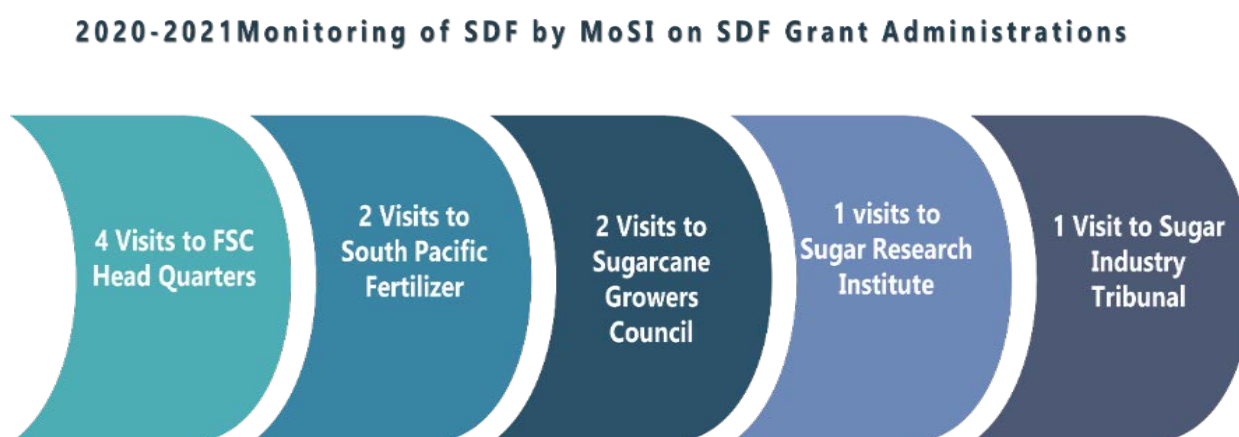 2020-2021Monitoring of SDF by MoSI on SDF Grant Administrations
4 Visits to FSC
Head Quarters
2 Visits to
South Pacific
Fertilizer
2 Visits to
Sugarcane
Growers
Council
1 visits to
Sugar Research
Institute
1 Visit to Sugar
Industry
Tribunal